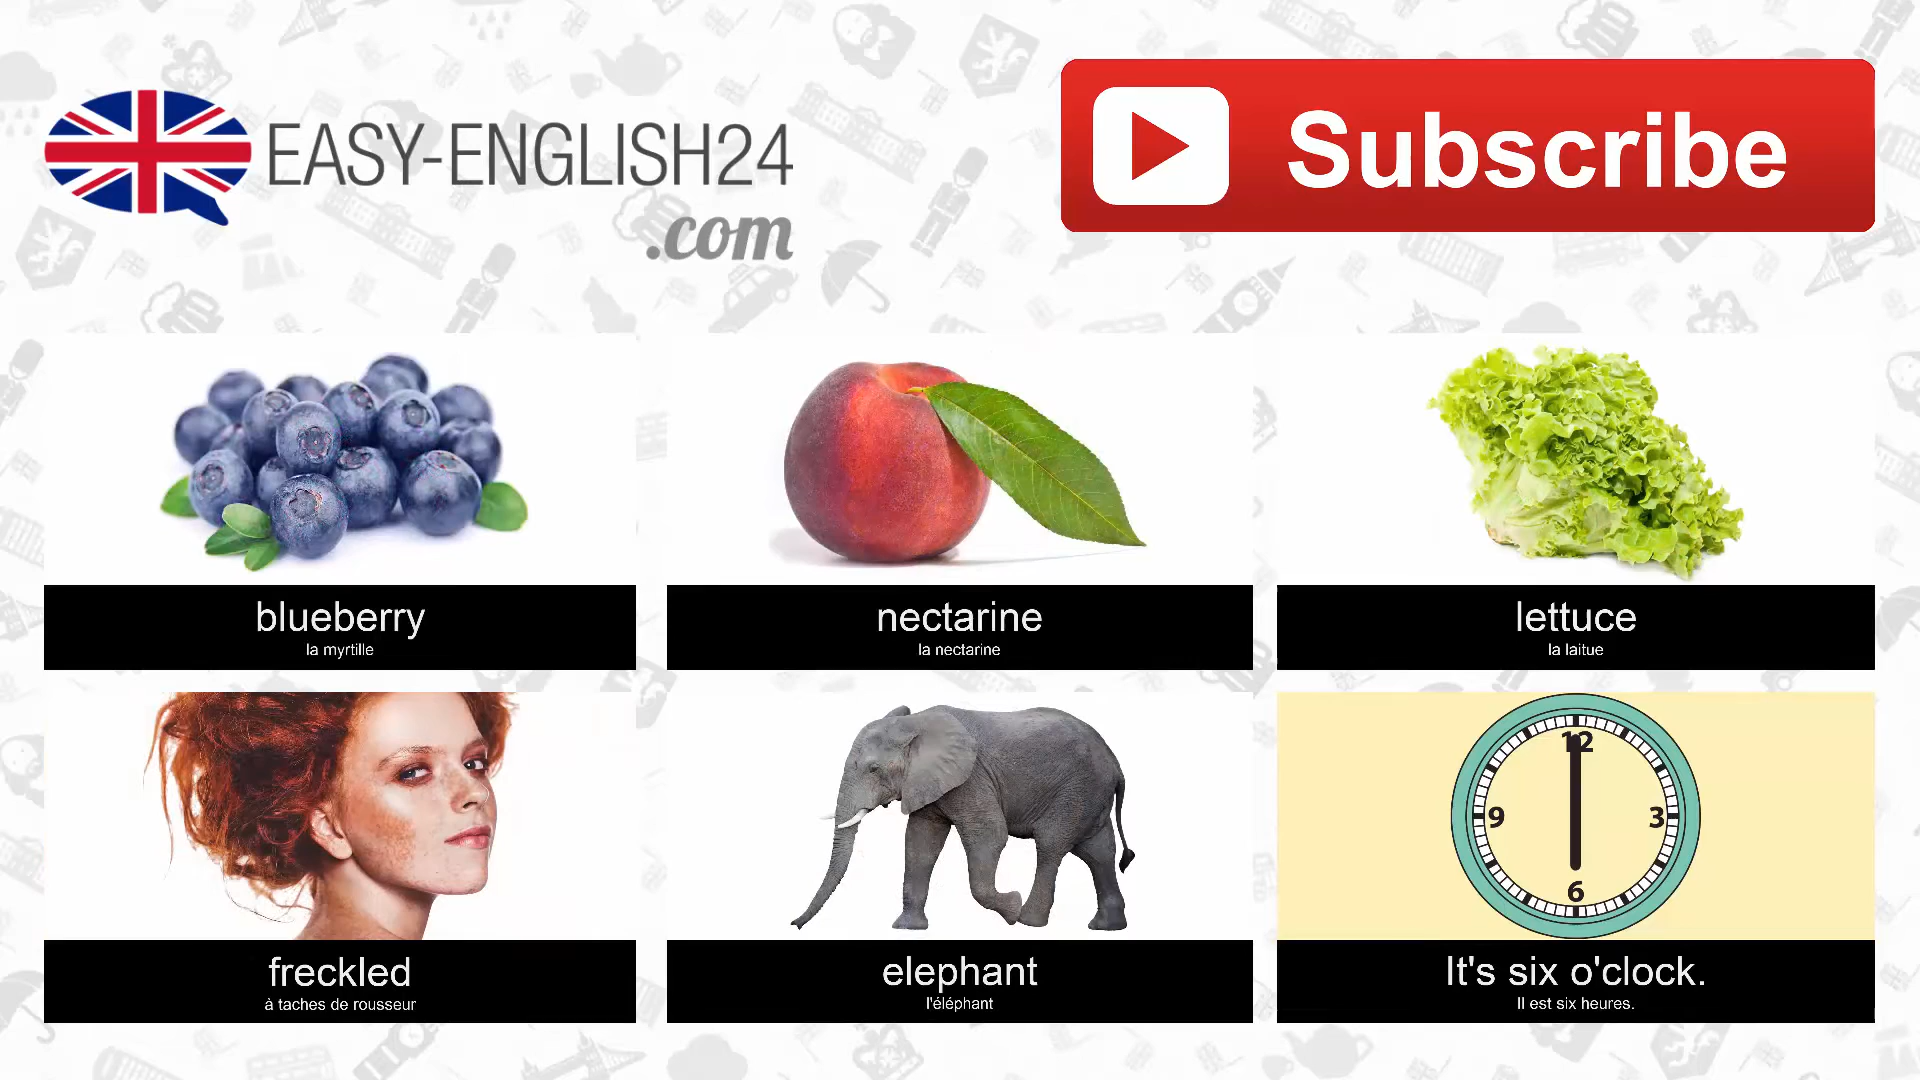 EASY-ENGLISH24
.com
Subscribe
blueberry
la myrtille
nectarine
la nectarine
lettuce
la laitue
freckled
à taches de rousseur
elephant
l'éléphant
12
9
3
6
It's six o'clock.
Il est six heures.